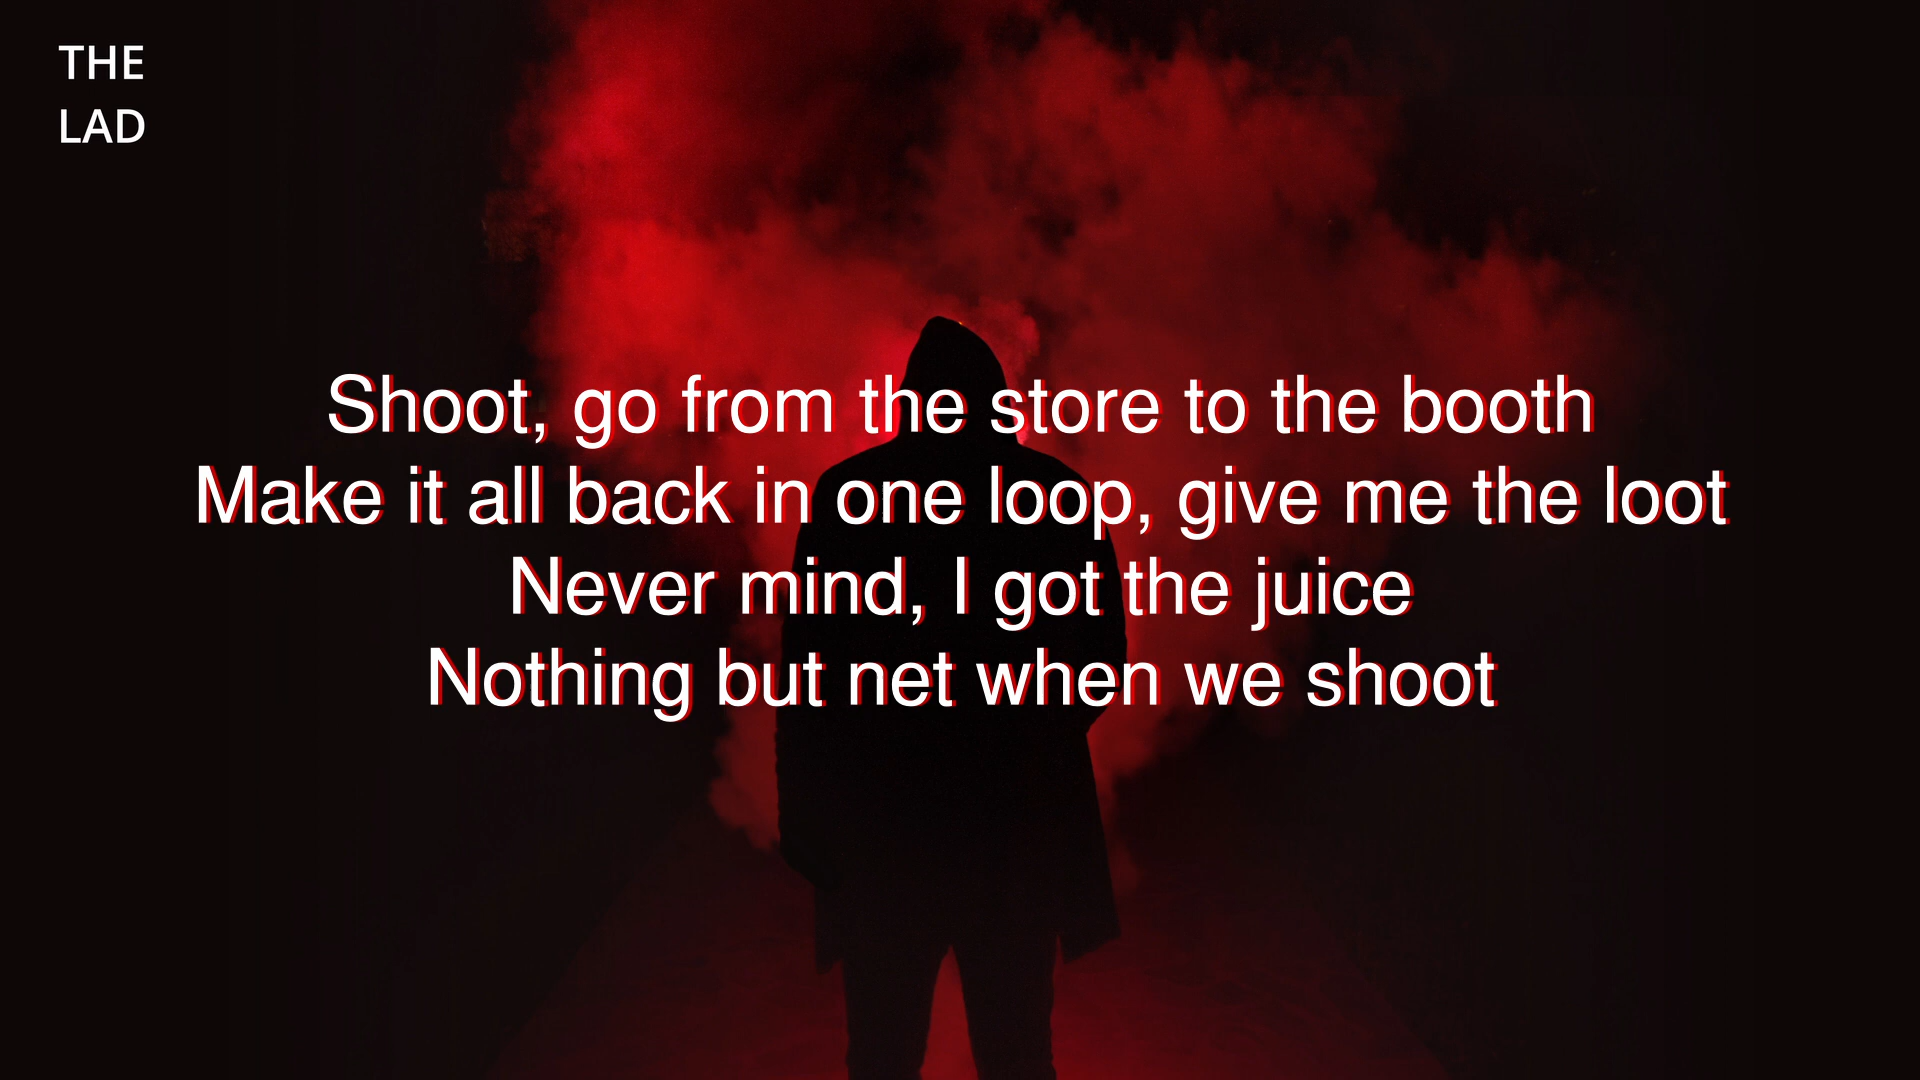 THE
LAD
Shoot, go from the store to the booth
Make it all back in one loop, give me the loot
Never mind, I got the juice
Nothing but net when we shoot